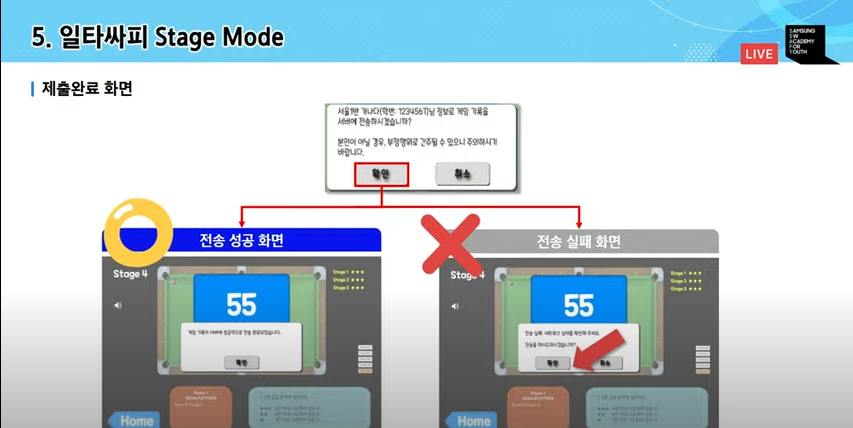 5. 일타싸피 Stage Mode
LIVE
SAMSUNG
SW
ACADEMY
FOR
YOUTH
제출완료 화면
서울1반 가나다(학번: 1234567)님 정보로 게임 기록을
서버에 전송하시겠습니까?
본인이 아닐 경우, 부정행위로 간주될 수 있으니 주의하시기
바랍니다.
확인
취소
전송 성공 화면
Stage 4
Stage 1 ★★★
Stage 2 ★★★
Stage 3 ★★★
55
게임 기록이 서버에 성공적으로 전송 완료되었습니다.
확인
Player 1
Home
전송 실패 화면
Stage 4
Stage 1 ★★★
Stage 2 ★★★
Stage 3 ★★★
55
전송 실패, 네트워크 상태를 확인해 주세요.
전송을 재시도하시겠습니까?
확인
취소
Player 1
Home